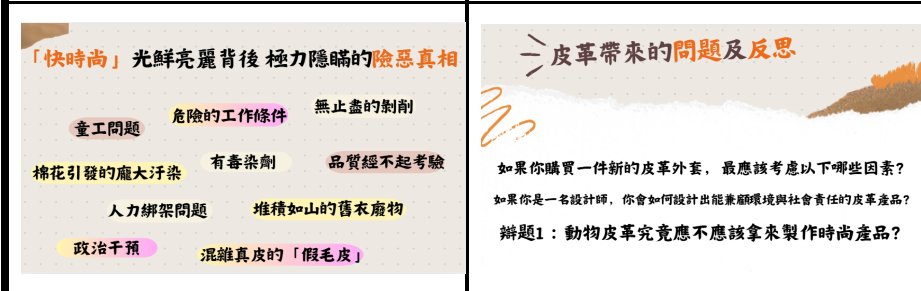 「快時尚」光鮮亮麗背後 極力隱瞞的險惡真相
無止盡的剝削
危險的工作條件
童工問題
有毒染劑
品質經不起考驗
棉花引發的龐大汙染
人力綁架問題
堆積如山的舊衣廢物
政治干預
混雜真皮的「假毛皮」
皮革帶來的問題及反思
如果你購買一件新的皮革外套，最應該考慮以下哪些因素？
如果你是一名設計師，你會如何設計出能兼顧環境與社會責任的皮革產品？
辯題1：動物皮革究竟應不應該拿來製作時尚產品？